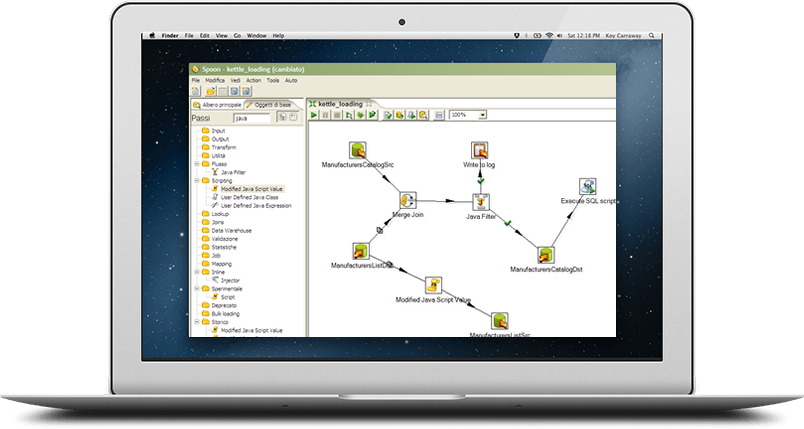 Finder File Edit View Go Window Help Sat 12:18 PM Koy Carraway
Spoon - kettle_loading (cambiato)
File Modifica Vedi Action Tools Aiuto
Albero principale Oggetti di base
Passi java
Input
Output
Transform
Utilità
Flusso
Java Filter
Scripting
Modified Java Script Value
User Defined Java Class
User Defined Java Expression
Lookup
Joins
Data Warehouse
Validazione
Statistiche
Job
Mapping
Inline
Injector
Sperimentale
Script
Deprecato
Bulk loading
Storico
Modified Java Script Value
kettle_loading
100%
ManufacturersCatalogSrc
Write to log
Execute SQL script
Merge Join
Java Filter
ManufacturersListDst
ManufacturersCatalogDst
Modified Java Script Value
ManufacturersListSrc